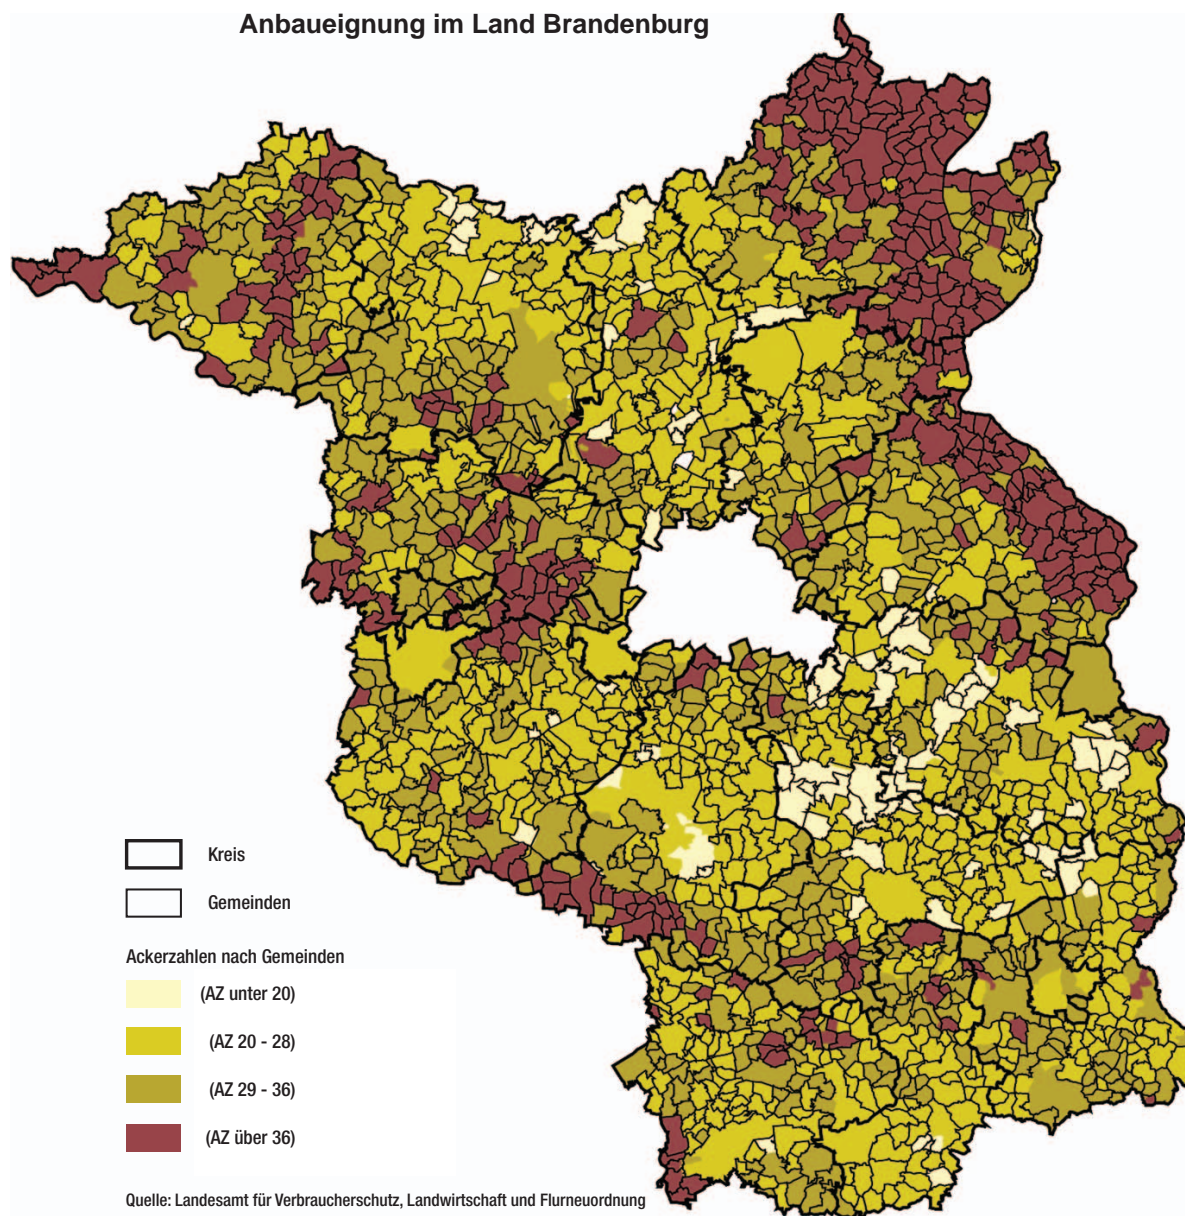 Anbaueignung im Land Brandenburg
Kreis
Gemeinden
Ackerzahlen nach Gemeinden
(AZ unter 20)
(AZ 20 - 28)
(AZ 29 - 36)
(AZ über 36)
Quelle: Landesamt für Verbraucherschutz, Landwirtschaft und Flurneuordnung